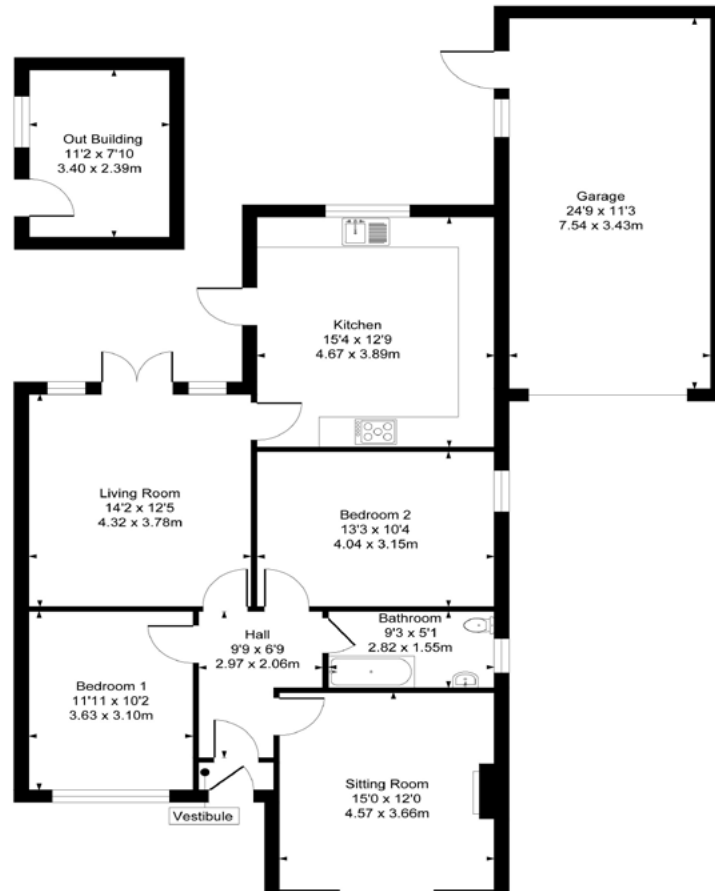 Out Building
11'2 x 7'10
3.40 x 2.39m
Garage
24'9 x 11'3
7.54 x 3.43m
Kitchen
15'4 x 12'9
4.67 x 3.89m
Living Room
14'2 x 12'5
4.32 x 3.78m
Bedroom 2
13'3 x 10'4
4.04 x 3.15m
Bathroom
9'3 x 5'1
2.82 x 1.55m
Hall
9'9 x 6'9
2.97 x 2.06m
Bedroom 1
11'11 x 10'2
3.63 x 3.10m
Sitting Room
15'0 x 12'0
4.57 x 3.66m
Vestibule